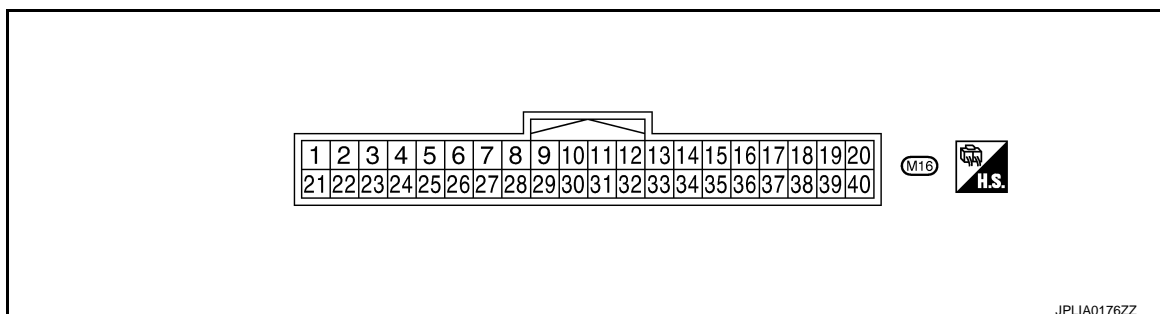 1 2 3 4 5 6 7 8 9 10 11 12 13 14 15 16 17 18 19 20
21 22 23 24 25 26 27 28 29 30 31 32 33 34 35 36 37 38 39 40
M16
H.S.
JPLIA0176ZZ